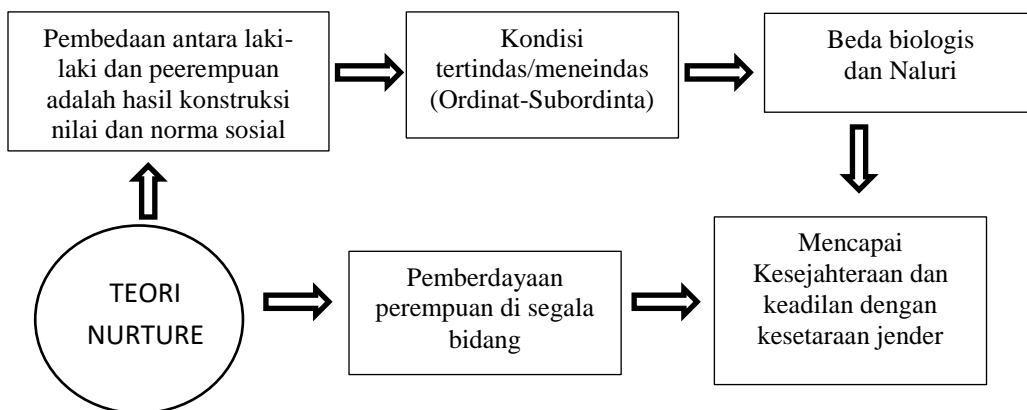 Pembedaan antara laki-
laki dan peerempuan
adalah hasil konstruksi
nilai dan norma sosial
Kondisi
tertindas/meneindas
(Ordinat-Subordinta)
Beda biologis
dan Naluri
TEORI
NURTURE
Pemberdayaan
perempuan di segala
bidang
Mencapai
Kesejahteraan dan
keadilan dengan
kesetaraan jender